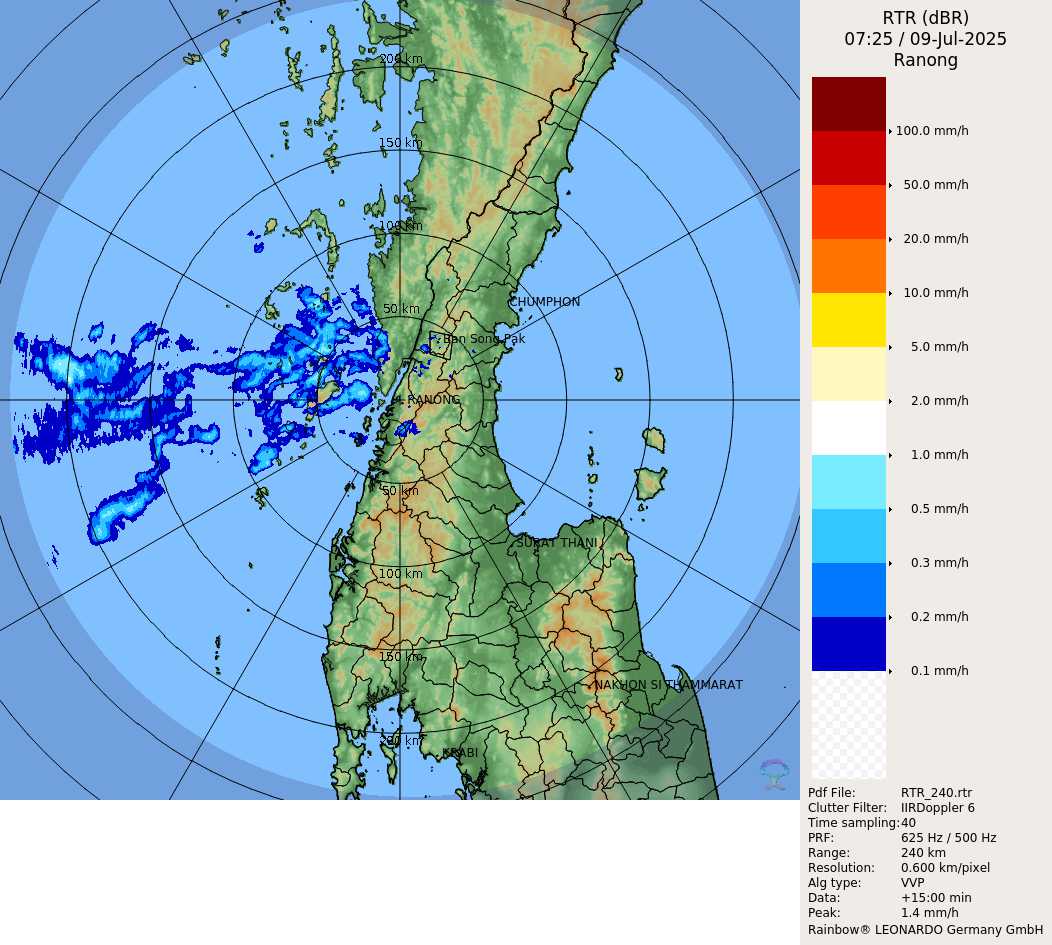 RTR (dBR)
07:25 / 09-Jul-2025
Ranong
200 km
150 km
100 km
50 km
CHUMPHON
Ban Song Pak
RANONG
50 km
SURAT THANI
100 km
150 km
NAKHON SI THAMMARAT
200 km
KRABI
100.0 mm/h
50.0 mm/h
20.0 mm/h
10.0 mm/h
5.0 mm/h
2.0 mm/h
1.0 mm/h
0.5 mm/h
0.3 mm/h
0.2 mm/h
0.1 mm/h
Pdf File: RTR_240.rtr
Clutter Filter: IIRDoppler 6
Time sampling:40
PRF: 625 Hz / 500 Hz
Range: 240 km
Resolution: 0.600 km/pixel
Alg type: VVP
Data: +15:00 min
Peak: 1.4 mm/h
Rainbow® LEONARDO Germany GmbH